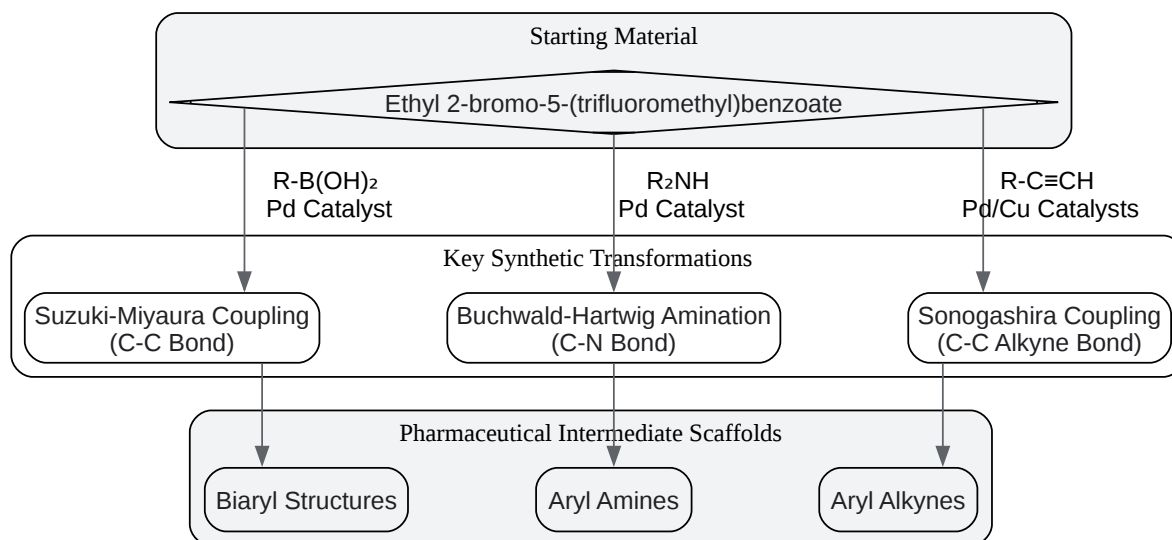 Starting Material
Ethyl 2-bromo-5-(trifluoromethyl)benzoate
R-B(OH)₂
Pd Catalyst
R₂NH
Pd Catalyst
R-C≡CH
Pd/Cu Catalysts
Key Synthetic Transformations
Suzuki-Miyaura Coupling
(C-C Bond)
Buchwald-Hartwig Amination
(C-N Bond)
Sonogashira Coupling
(C-C Alkyne Bond)
Pharmaceutical Intermediate Scaffolds
Biaryl Structures
Aryl Amines
Aryl Alkynes